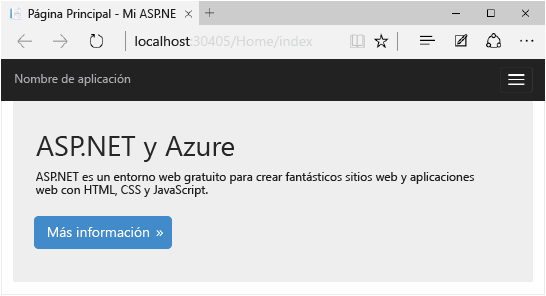 Página Principal - Mi ASP.NE
localhost:30405/Home/index
Nombre de aplicación
ASP.NET y Azure
ASP.NET es un entorno web gratuito para crear fantásticos sitios web y aplicaciones
web con HTML, CSS y JavaScript.
Más información »